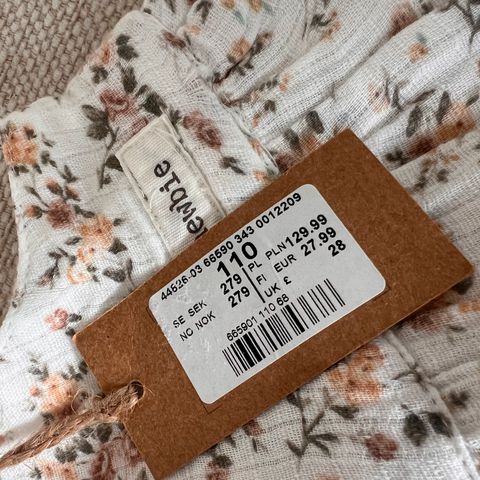 newbie
44526-03 66590 343 0012209
110
SE SEK 279 PL PLN 129.99
NO NOK 279 FI EUR 27.99
UK £ 28
665901 110 68